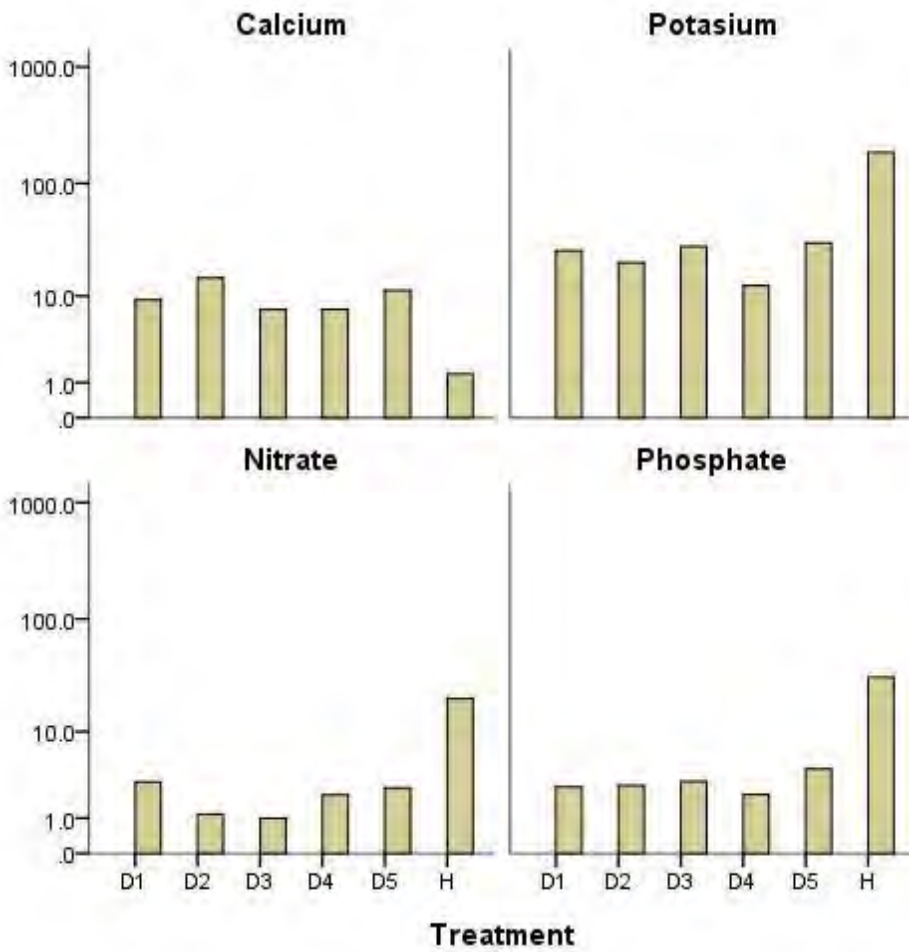 Calcium
Potasium
1000.0
100.0
10.0
1.0
.0
Nitrate
Phosphate
1000.0
100.0
10.0
1.0
.0
D1 D2 D3 D4 D5 H
D1 D2 D3 D4 D5 H
Treatment